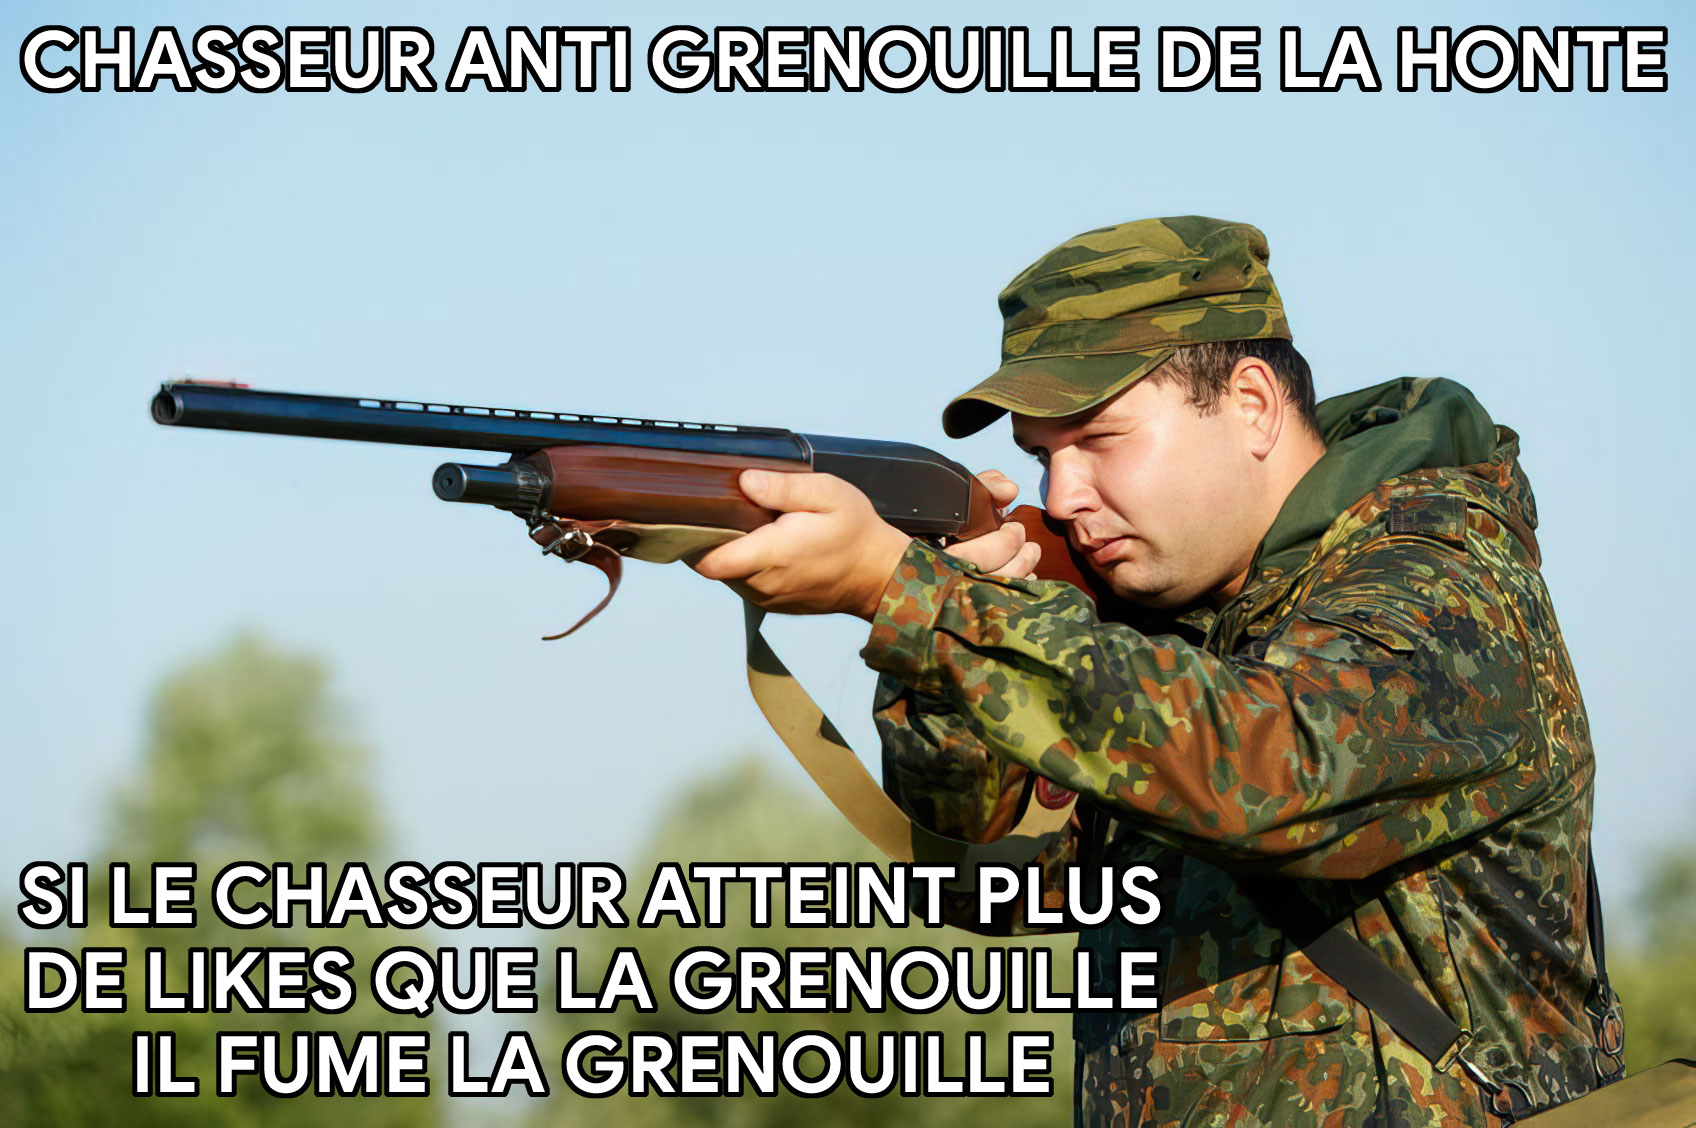 CHASSEUR ANTI GRENOUILLE DE LA HONTE
SI LE CHASSEUR ATTEINT PLUS
DE LIKES QUE LA GRENOUILLE
IL FUME LA GRENOUILLE